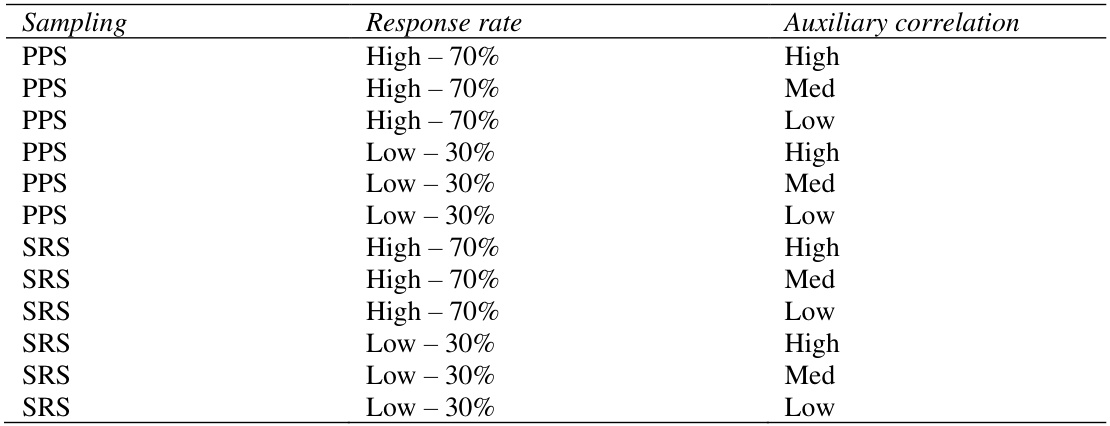 Sampling Response rate Auxiliary correlation
PPS High – 70% High
PPS High – 70% Med
PPS High – 70% Low
PPS Low – 30% High
PPS Low – 30% Med
PPS Low – 30% Low
SRS High – 70% High
SRS High – 70% Med
SRS High – 70% Low
SRS Low – 30% High
SRS Low – 30% Med
SRS Low – 30% Low